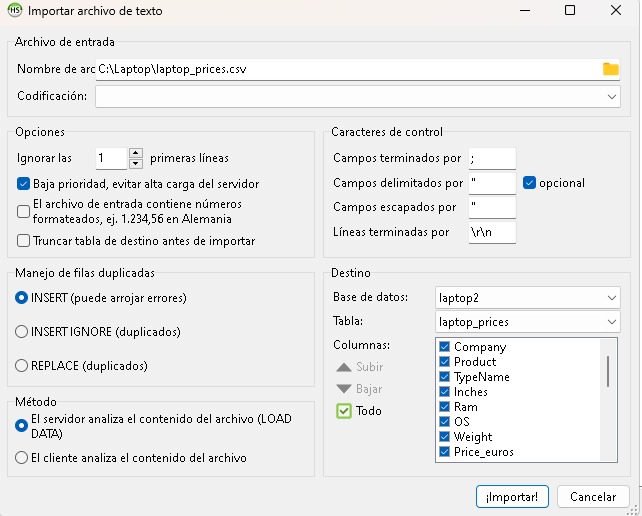 HS
Importar archivo de texto
Archivo de entrada
Nombre de arc C:\Laptop\laptop_prices.csv
Codificación:
Opciones
Ignorar las 1 primeras líneas
Baja prioridad, evitar alta carga del servidor
El archivo de entrada contiene números
formateados, ej. 1.234,56 en Alemania
Truncar tabla de destino antes de importar
Caracteres de control
Campos terminados por ;
Campos delimitados por " opcional
Campos escapados por "
Líneas terminadas por \r\n
Manejo de filas duplicadas
INSERT (puede arrojar errores)
INSERT IGNORE (duplicados)
REPLACE (duplicados)
Método
El servidor analiza el contenido del archivo (LOAD
DATA)
El cliente analiza el contenido del archivo
Destino
Base de datos: laptop2
Tabla: laptop_prices
Columnas:
Subir
Bajar
Todo
Company
Product
TypeName
Inches
Ram
OS
Weight
Price_euros
¡Importar!
Cancelar